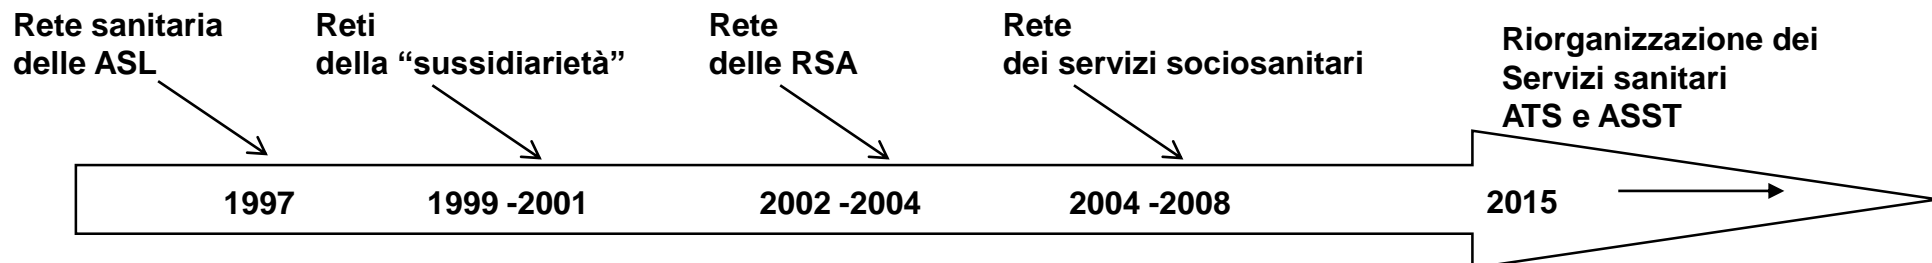 Rete sanitaria
delle ASL
Reti
della “sussidiarietà”
Rete
delle RSA
Rete
dei servizi sociosanitari
Riorganizzazione dei
Servizi sanitari
ATS e ASST
1997
1999 -2001
2002 -2004
2004 -2008
2015